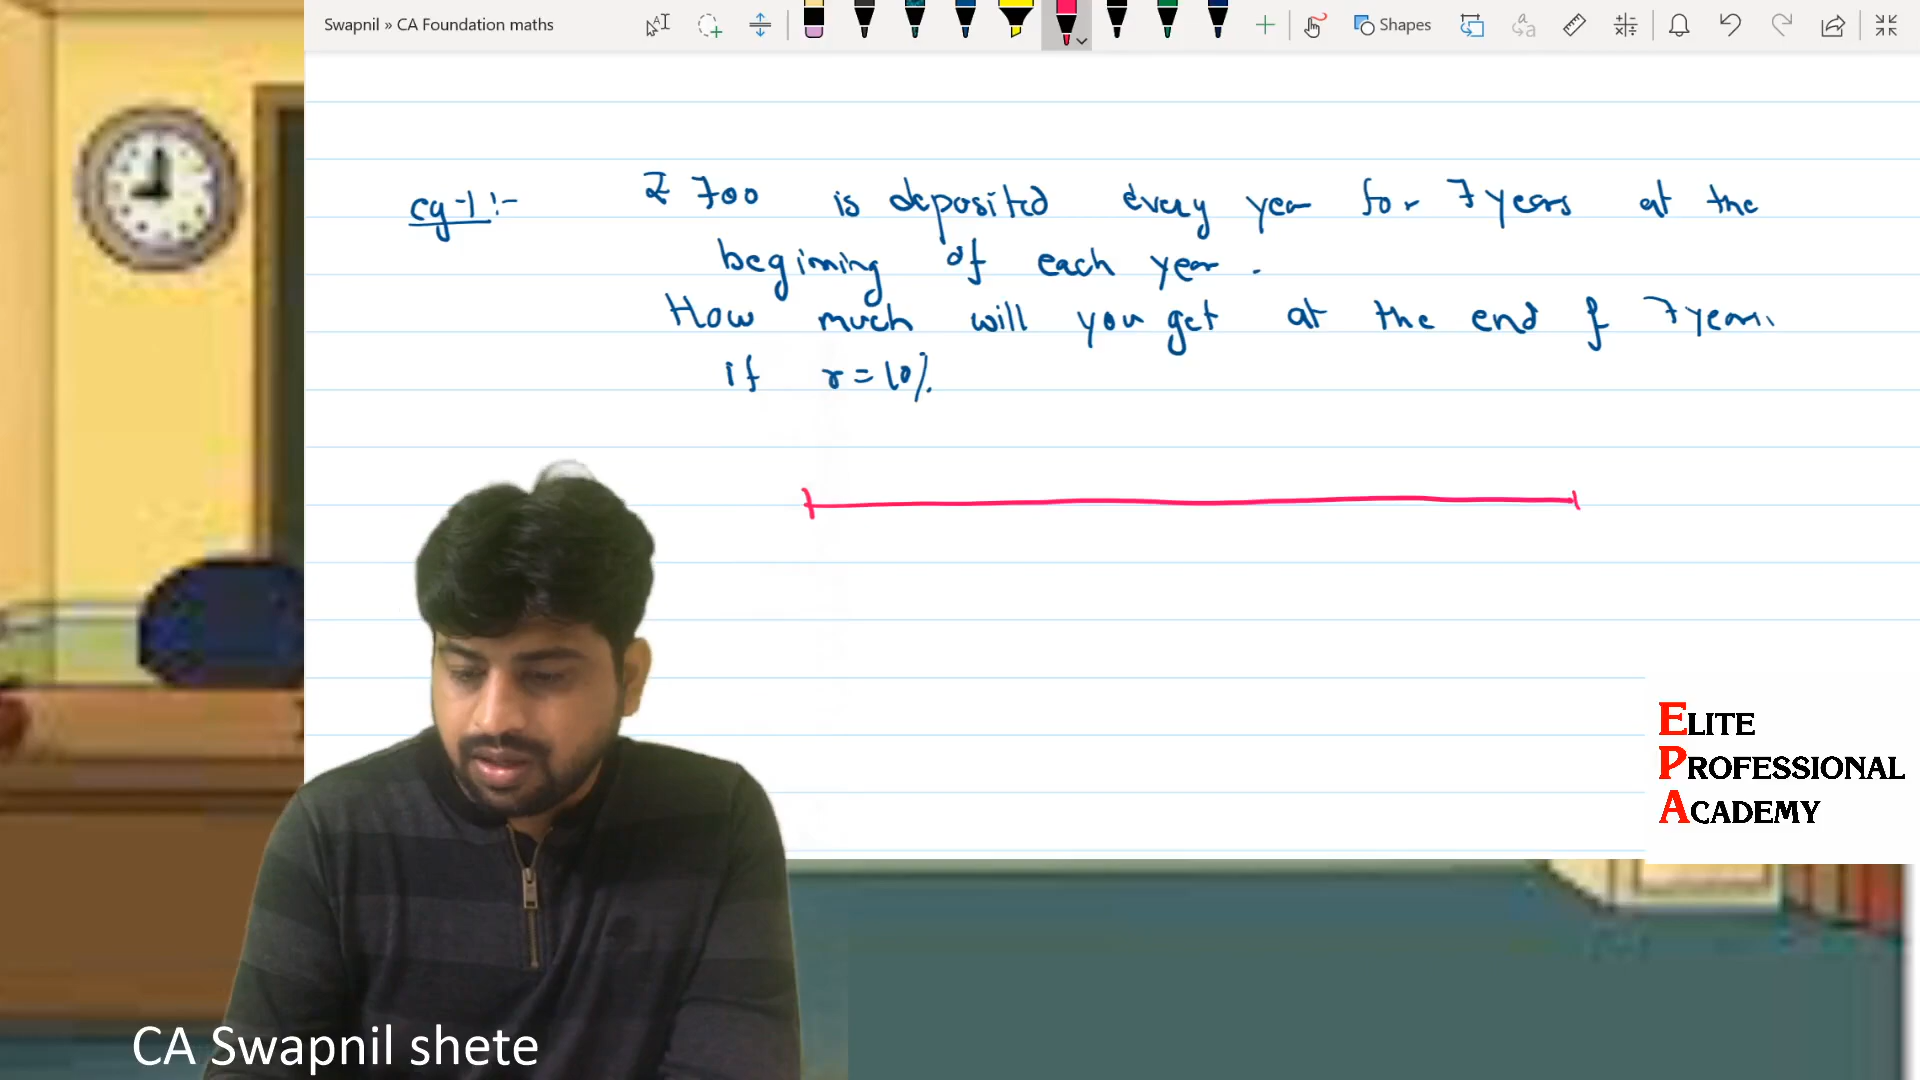 Swapnil » CA Foundation maths
Shapes
eg-1:- ₹ 700 is deposited every year for 7 years at the
begining of each year.
How much will you get at the end of 7 years.
if r = 10%
ELITE
PROFESSIONAL
ACADEMY
CA Swapnil shete